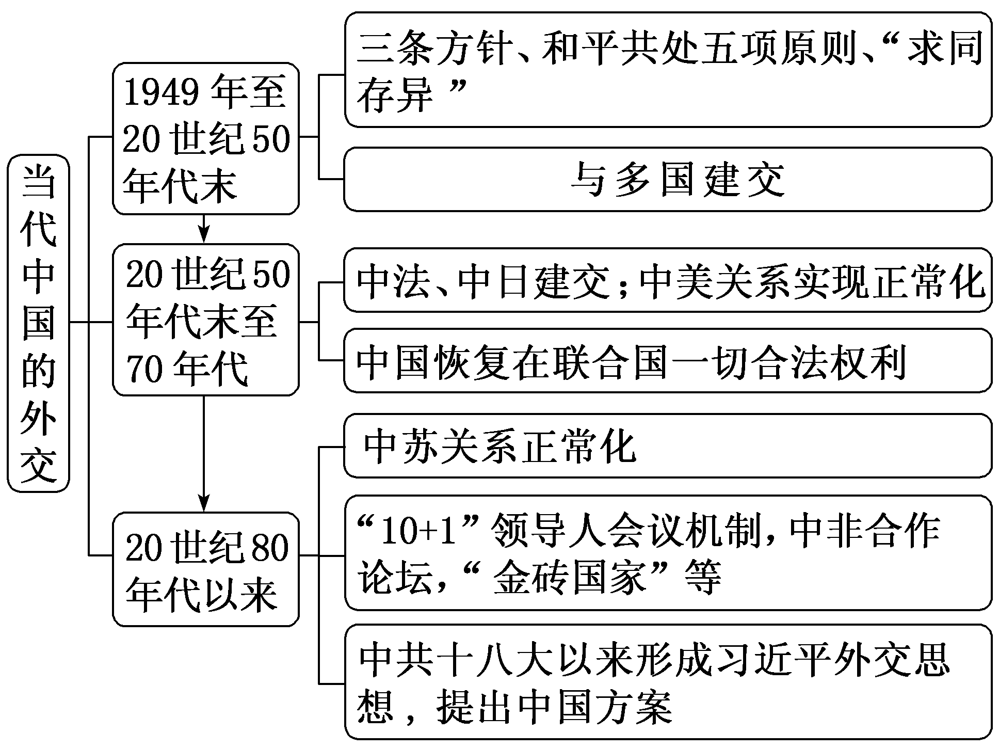 当代中国的外交
1949年至
20世纪50
年代末
三条方针、和平共处五项原则、“求同
存异”
与多国建交
20世纪50
年代末至
70年代
中法、中日建交;中美关系实现正常化
中国恢复在联合国一切合法权利
20世纪80
年代以来
中苏关系正常化
“10+1”领导人会议机制,中非合作
论坛,“金砖国家”等
中共十八大以来形成习近平外交思
想,提出中国方案